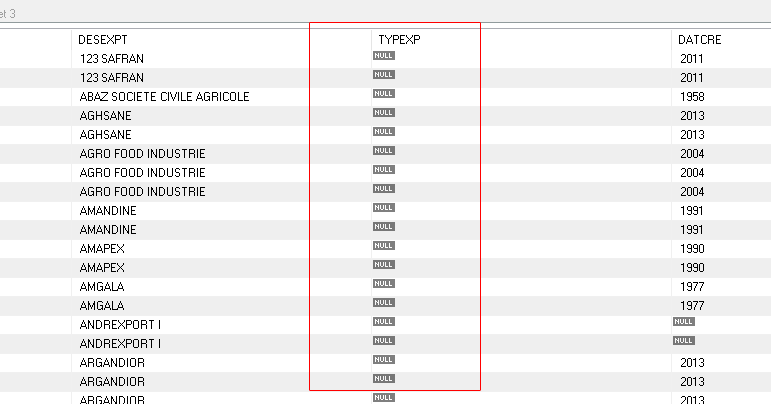 et 3
DESEXPT TYPEXP DATCRE
123 SAFRAN NULL 2011
123 SAFRAN NULL 2011
ABAZ SOCIETE CIVILE AGRICOLE NULL 1958
AGHSANE NULL 2013
AGHSANE NULL 2013
AGRO FOOD INDUSTRIE NULL 2004
AGRO FOOD INDUSTRIE NULL 2004
AGRO FOOD INDUSTRIE NULL 2004
AMANDINE NULL 1991
AMANDINE NULL 1991
AMAPEX NULL 1990
AMAPEX NULL 1990
AMGALA NULL 1977
AMGALA NULL 1977
ANDREXPORT I NULL NULL
ANDREXPORT I NULL NULL
ARGANDIOR NULL 2013
ARGANDIOR NULL 2013
ARGANDIOR 2013